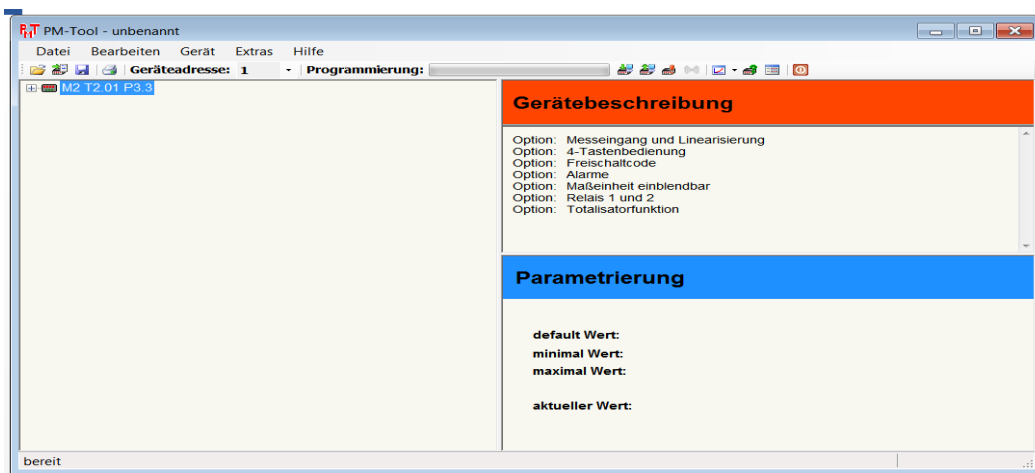 PM-Tool - unbenannt
Datei Bearbeiten Gerät Extras Hilfe
Geräteadresse: 1 Programmierung:
M2 T2.01 P3.3
Gerätebeschreibung
Option: Messeingang und Linearisierung
Option: 4-Tastenbedienung
Option: Freischaltcode
Option: Alarme
Option: Maßeinheit einblendbar
Option: Relais 1 und 2
Option: Totalisatorfunktion
Parametrierung
default Wert:
minimal Wert:
maximal Wert:
aktueller Wert:
bereit